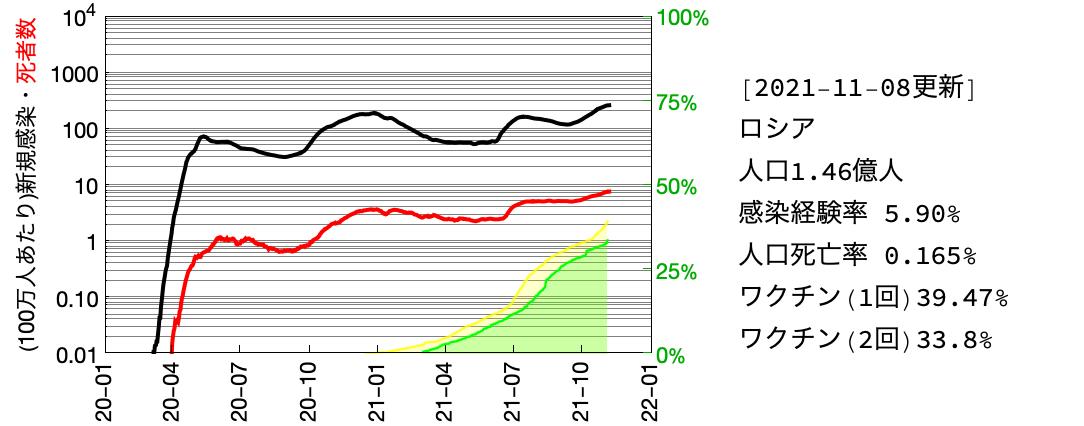 (100万人あたり)新規感染・死者数
10^4
1000
100
10
1
0.10
0.01
100%
75%
50%
25%
0%
20-01
20-04
20-07
20-10
21-01
21-04
21-07
21-10
22-01
[2021-11-08更新]
ロシア
人口1.46億人
感染経験率 5.90%
人口死亡率 0.165%
ワクチン(1回)39.47%
ワクチン(2回)33.8%